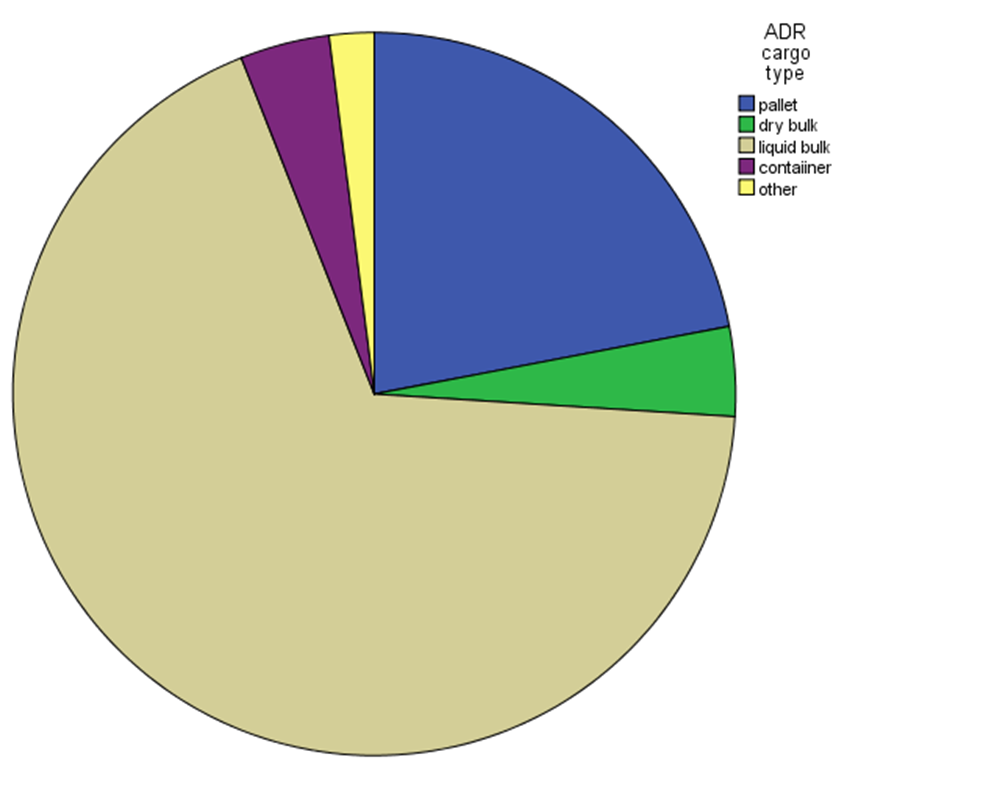 ADR
cargo
type
pallet
dry bulk
liquid bulk
contaiiner
other